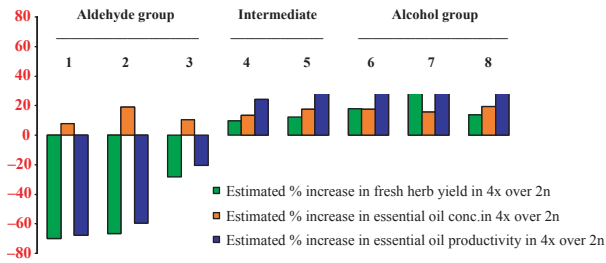 Aldehyde group Intermediate Alcohol group
1 2 3 4 5 6 7 8
80
60
40
20
0
–20
–40
–60
–80
Estimated % increase in fresh herb yield in 4x over 2n
Estimated % increase in essential oil conc.in 4x over 2n
Estimated % increase in essential oil productivity in 4x over 2n